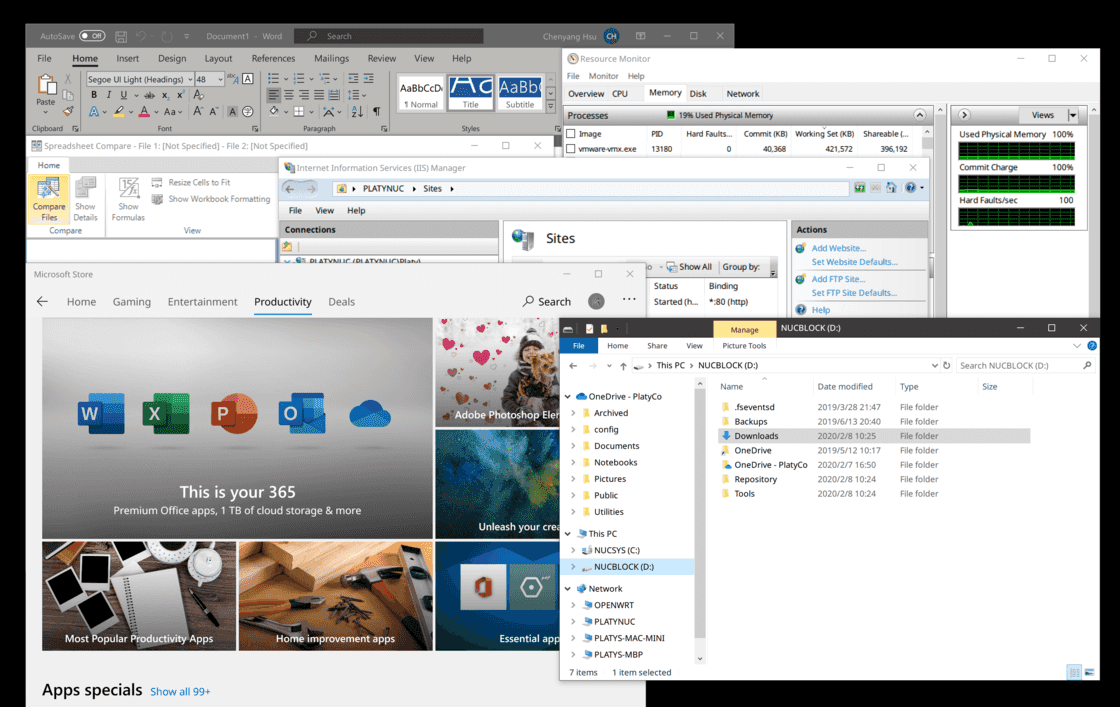 AutoSave Off Document1 - Word Search Chenyang Hsu CH
File Home Insert Design Layout References Mailings Review View Help
Segoe UI Light (Headings) 48
Paste
B I U ab x₂ x²
Aa
Clipboard Font Paragraph Styles
AaBbCcDc AaBb
¶ Normal Title Subtitle
Resource Monitor
File Monitor Help
Overview CPU Memory Disk Network
Processes 19% Used Physical Memory
Image PID Hard Faults... Commit (KB) Working Set (KB) Shareable (...
vmware-vmx.exe 13180 0 40,368 421,572 396,192
Views
Used Physical Memory 100%
Commit Charge 100%
Hard Faults/sec 100
Spreadsheet Compare - File 1: [Not Specified] - File 2: [Not Specified]
Home
Compare Files
Show Details
Show Formulas
Resize Cells to Fit
Show Workbook Formatting
Compare View
Internet Information Services (IIS) Manager
PLATYNUC Sites
File View Help
Connections
PLATYNUC (PLATYNUC\Platy)
Sites
Show All Group by:
Status Binding
Started (h... *:80 (http)
Actions
Add Website...
Set Website Defaults...
Add FTP Site...
Set FTP Site Defaults...
Help
Microsoft Store
Home Gaming Entertainment Productivity Deals Search
W X P O
This is your 365
Premium Office apps, 1 TB of cloud storage & more
Adobe Photoshop Elem
Unleash your crea
Most Popular Productivity Apps
Home improvement apps
Essential app
Apps specials Show all 99+
Manage NUCBLOCK (D:)
File Home Share View Picture Tools
This PC NUCBLOCK (D:) Search NUCBLOCK (D:)
OneDrive - PlatyCo
Archived
config
Documents
Notebooks
Pictures
Public
Utilities
This PC
NUCSYS (C:)
NUCBLOCK (D:)
Network
OPENWRT
PLATYNUC
PLATYS-MAC-MINI
PLATYS-MBP
Name Date modified Type Size
.fseventsd 2019/3/28 21:47 File folder
Backups 2019/6/13 20:40 File folder
Downloads 2020/2/8 10:25 File folder
OneDrive 2019/5/12 10:17 File folder
OneDrive - PlatyCo 2020/2/7 16:50 File folder
Repository 2020/2/8 10:24 File folder
Tools 2020/2/8 10:24 File folder
7 items 1 item selected